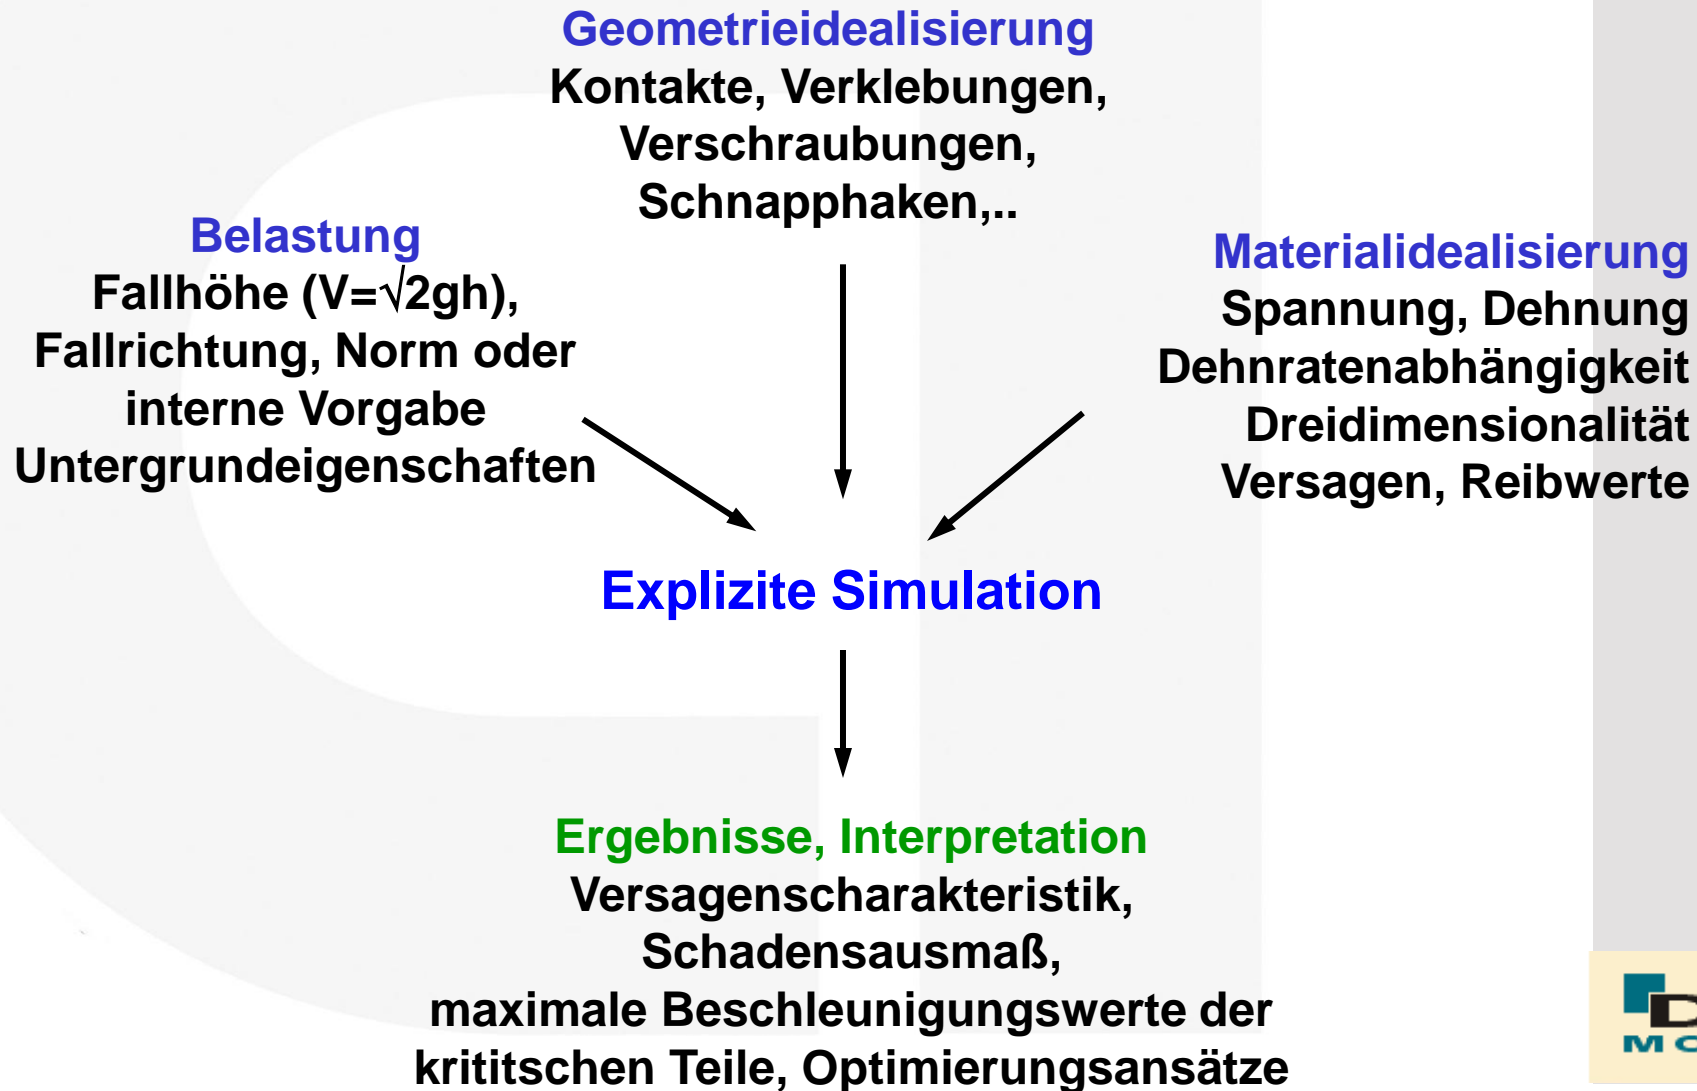 Geometrieidealisierung
Kontakte, Verklebungen,
Verschraubungen,
Schnapphaken,..
Belastung
Fallhöhe (V=√2gh),
Fallrichtung, Norm oder
interne Vorgabe
Untergrundeigenschaften
Materialidealisierung
Spannung, Dehnung
Dehnratenabhängigkeit
Dreidimensionalität
Versagen, Reibwerte
Explizite Simulation
Ergebnisse, Interpretation
Versagenscharakteristik,
Schadensausmaß,
maximale Beschleunigungswerte der
krititschen Teile, Optimierungsansätze